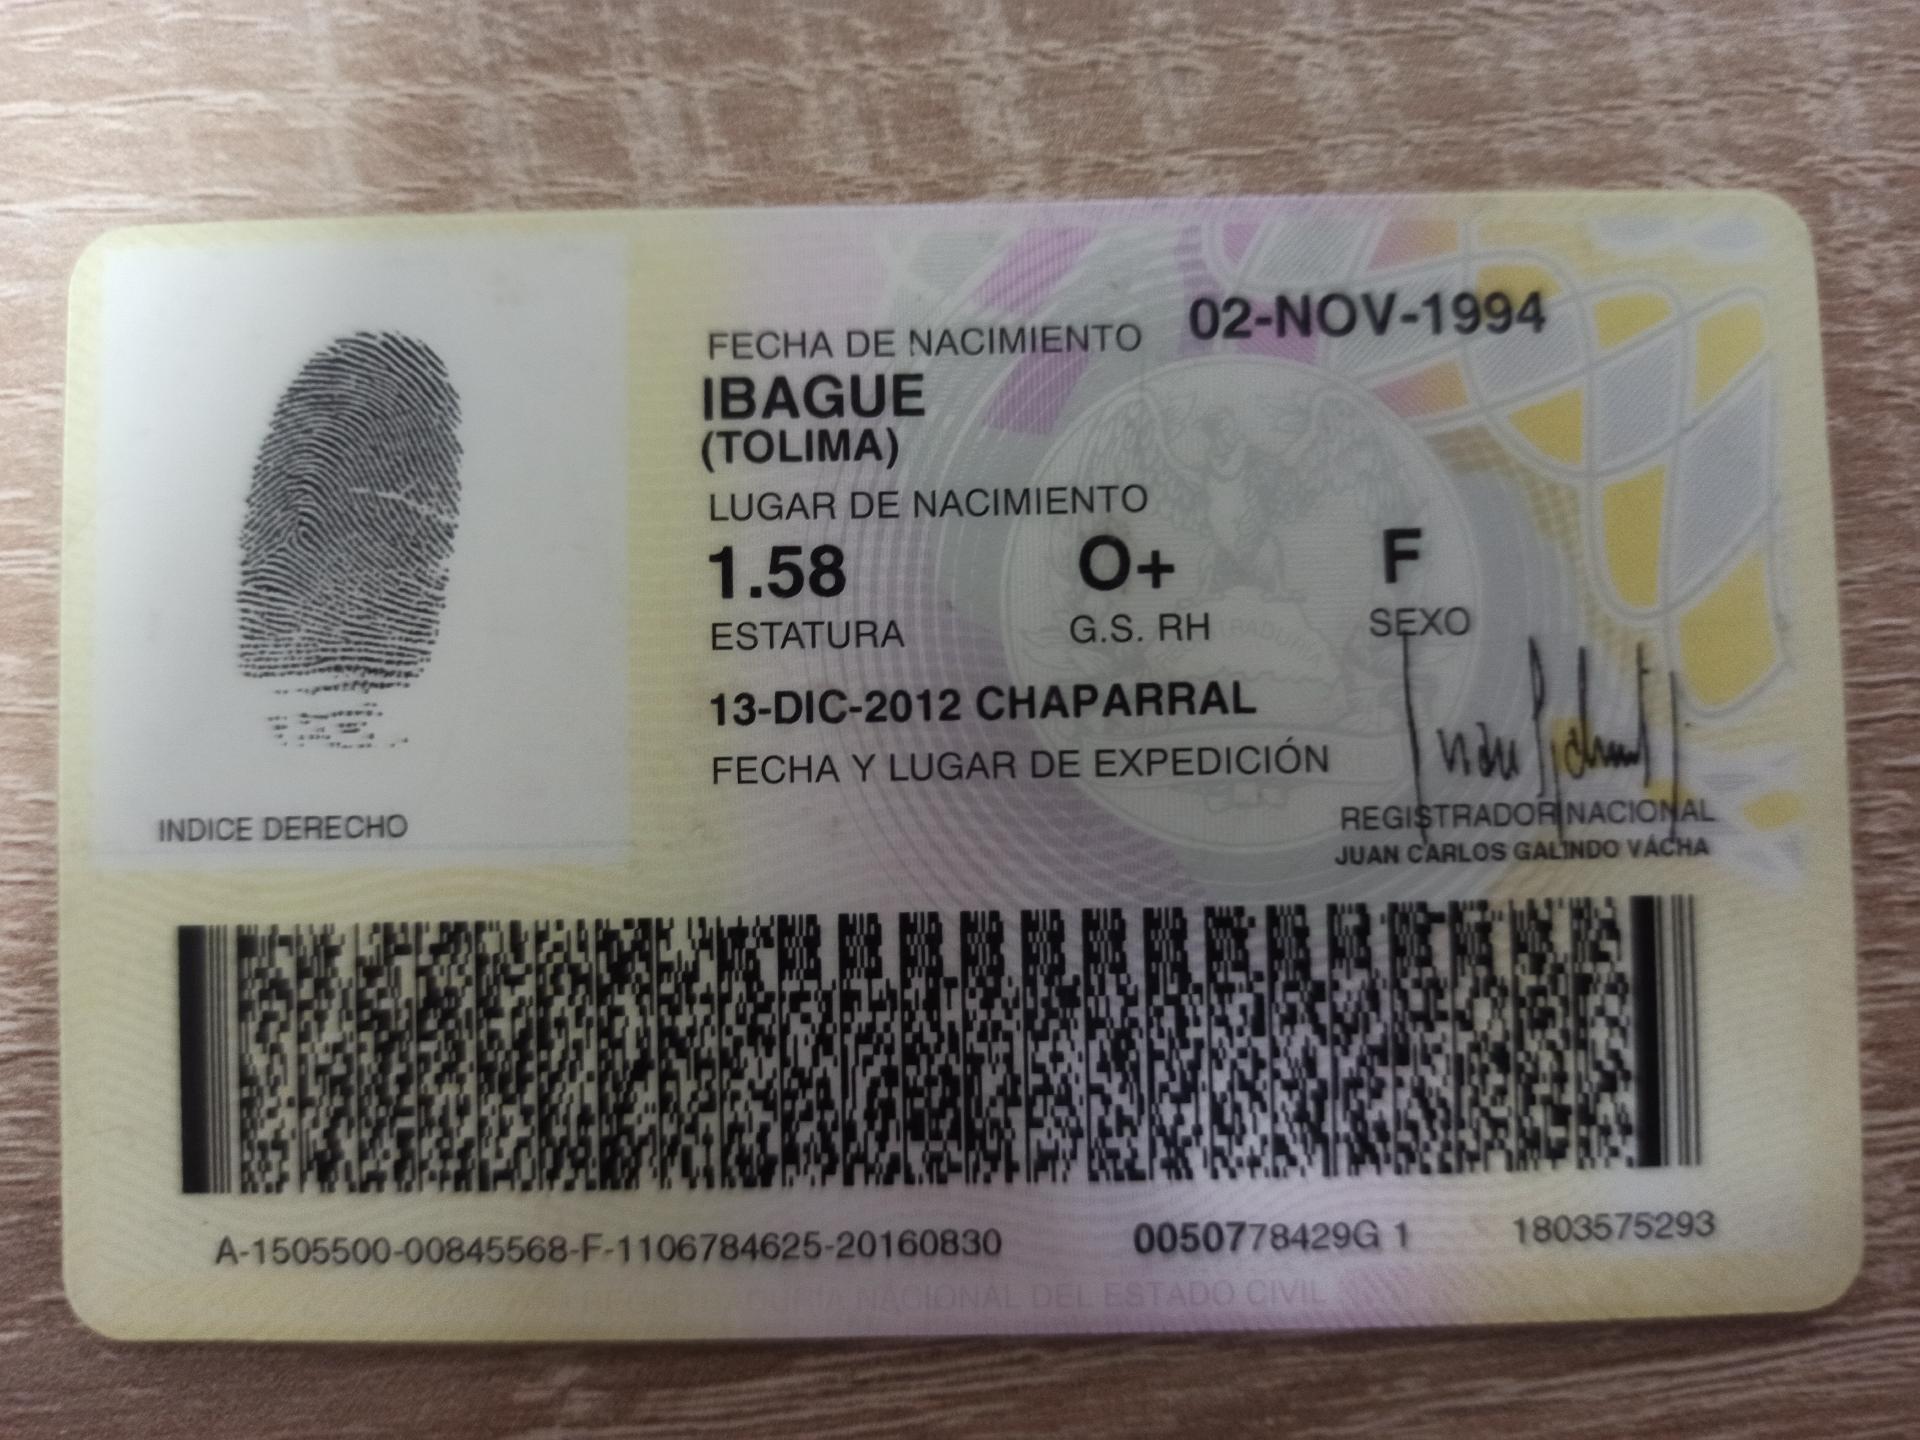 FECHA DE NACIMIENTO 02-NOV-1994
IBAGUE
(TOLIMA)
LUGAR DE NACIMIENTO
1.58 O+ F
ESTATURA G.S. RH SEXO
13-DIC-2012 CHAPARRAL
FECHA Y LUGAR DE EXPEDICIÓN
INDICE DERECHO
REGISTRADOR NACIONAL
JUAN CARLOS GALINDO VÁCHA
A-1505500-00845568-F-1106784625-20160830 0050778429G 1 1803575293
REGISTRADURIA NACIONAL DEL ESTADO CIVIL